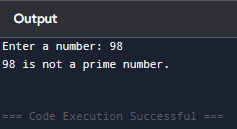 Output
Enter a number: 98
98 is not a prime number.
=== Code Execution Successful ===